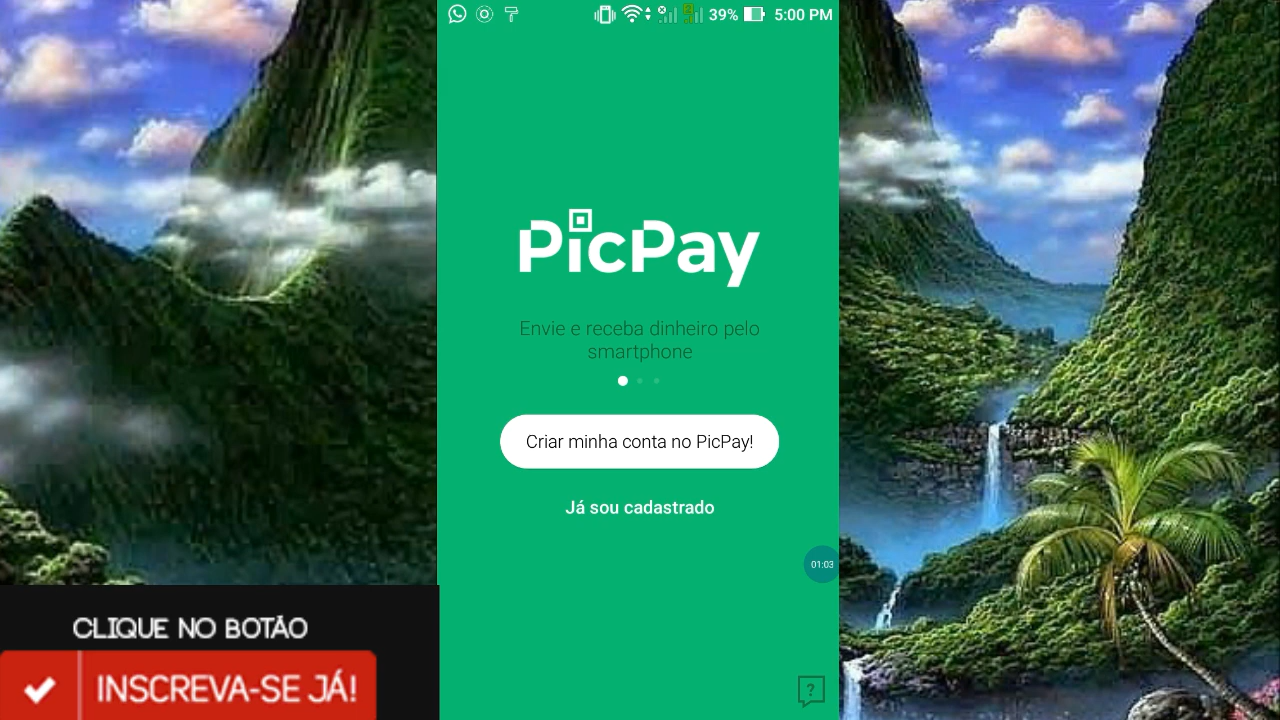 39% 5:00 PM
PicPay
Envie e receba dinheiro pelo
smartphone
Criar minha conta no PicPay!
Já sou cadastrado
01:03
?
CLIQUE NO BOTÃO
INSCREVA-SE JÁ!